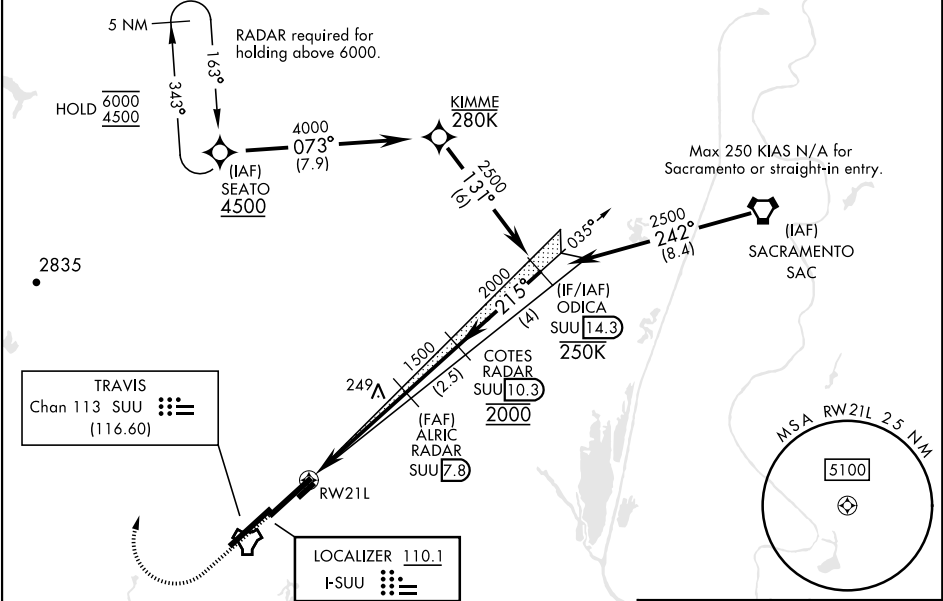 5 NM
RADAR required for
holding above 6000.
163°
343°
HOLD
6000
4500
(IAF)
SEATO
4500
4000
073°
(7.9)
KIMME
280K
2500
131°
(6)
Max 250 KIAS N/A for
Sacramento or straight-in entry.
2500
242°
(8.4)
(IAF)
SACRAMENTO
SAC
035°
2835
2000
215°
(4)
(IF/IAF)
ODICA
SUU 14.3
250K
1500
(2.5)
COTES
RADAR
SUU 10.3
2000
249
(FAF)
ALRIC
RADAR
SUU 7.8
TRAVIS
Chan 113 SUU
(116.60)
RW21L
LOCALIZER 110.1
I-SUU
MSA RW21L 25 NM
5100